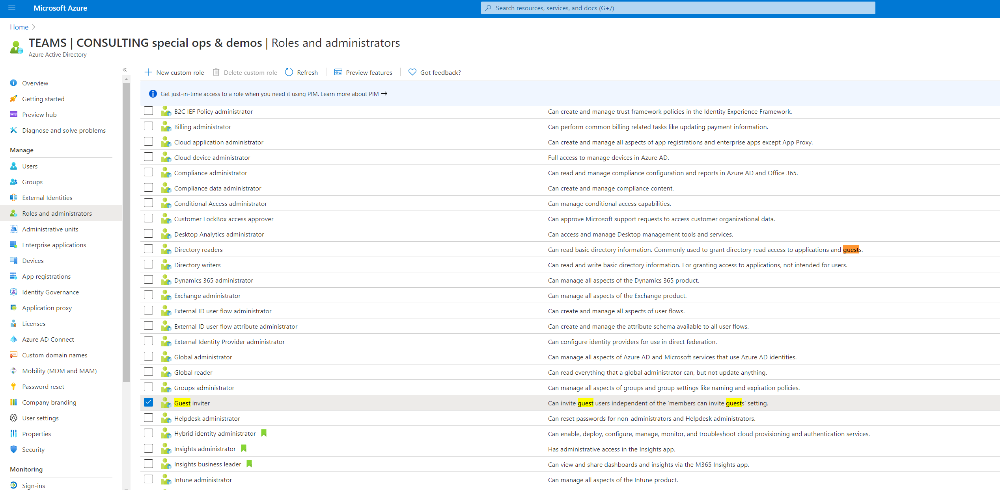 Microsoft Azure
Search resources, services, and docs (G+/)
Home
TEAMS | CONSULTING special ops & demos | Roles and administrators
Azure Active Directory
«
New custom role
Delete custom role
Refresh
Preview features
Got feedback?
Get just-in-time access to a role when you need it using PIM. Learn more about PIM →
Overview
Getting started
Preview hub
Diagnose and solve problems
Manage
Users
Groups
External Identities
Roles and administrators
Administrative units
Enterprise applications
Devices
App registrations
Identity Governance
Application proxy
Licenses
Azure AD Connect
Custom domain names
Mobility (MDM and MAM)
Password reset
Company branding
User settings
Properties
Security
Monitoring
Sign-ins
B2C IEF Policy administrator Can create and manage trust framework policies in the Identity Experience Framework.
Billing administrator Can perform common billing related tasks like updating payment information.
Cloud application administrator Can create and manage all aspects of app registrations and enterprise apps except App Proxy.
Cloud device administrator Full access to manage devices in Azure AD.
Compliance administrator Can read and manage compliance configuration and reports in Azure AD and Office 365.
Compliance data administrator Can create and manage compliance content.
Conditional Access administrator Can manage conditional access capabilities.
Customer LockBox access approver Can approve Microsoft support requests to access customer organizational data.
Desktop Analytics administrator Can access and manage Desktop management tools and services.
Directory readers Can read basic directory information. Commonly used to grant directory read access to applications and guests.
Directory writers Can read and write basic directory information. For granting access to applications, not intended for users.
Dynamics 365 administrator Can manage all aspects of the Dynamics 365 product.
Exchange administrator Can manage all aspects of the Exchange product.
External ID user flow administrator Can create and manage all aspects of user flows.
External ID user flow attribute administrator Can create and manage the attribute schema available to all user flows.
External Identity Provider administrator Can configure identity providers for use in direct federation.
Global administrator Can manage all aspects of Azure AD and Microsoft services that use Azure AD identities.
Global reader Can read everything that a global administrator can, but not update anything.
Groups administrator Can manage all aspects of groups and group settings like naming and expiration policies.
Guest inviter Can invite guest users independent of the ‘members can invite guests’ setting.
Helpdesk administrator Can reset passwords for non-administrators and Helpdesk administrators.
Hybrid identity administrator Can enable, deploy, configure, manage, monitor, and troubleshoot cloud provisioning and authentication services.
Insights administrator Has administrative access in the Insights app.
Insights business leader Can view and share dashboards and insights via the M365 Insights app.
Intune administrator Can manage all aspects of the Intune product.